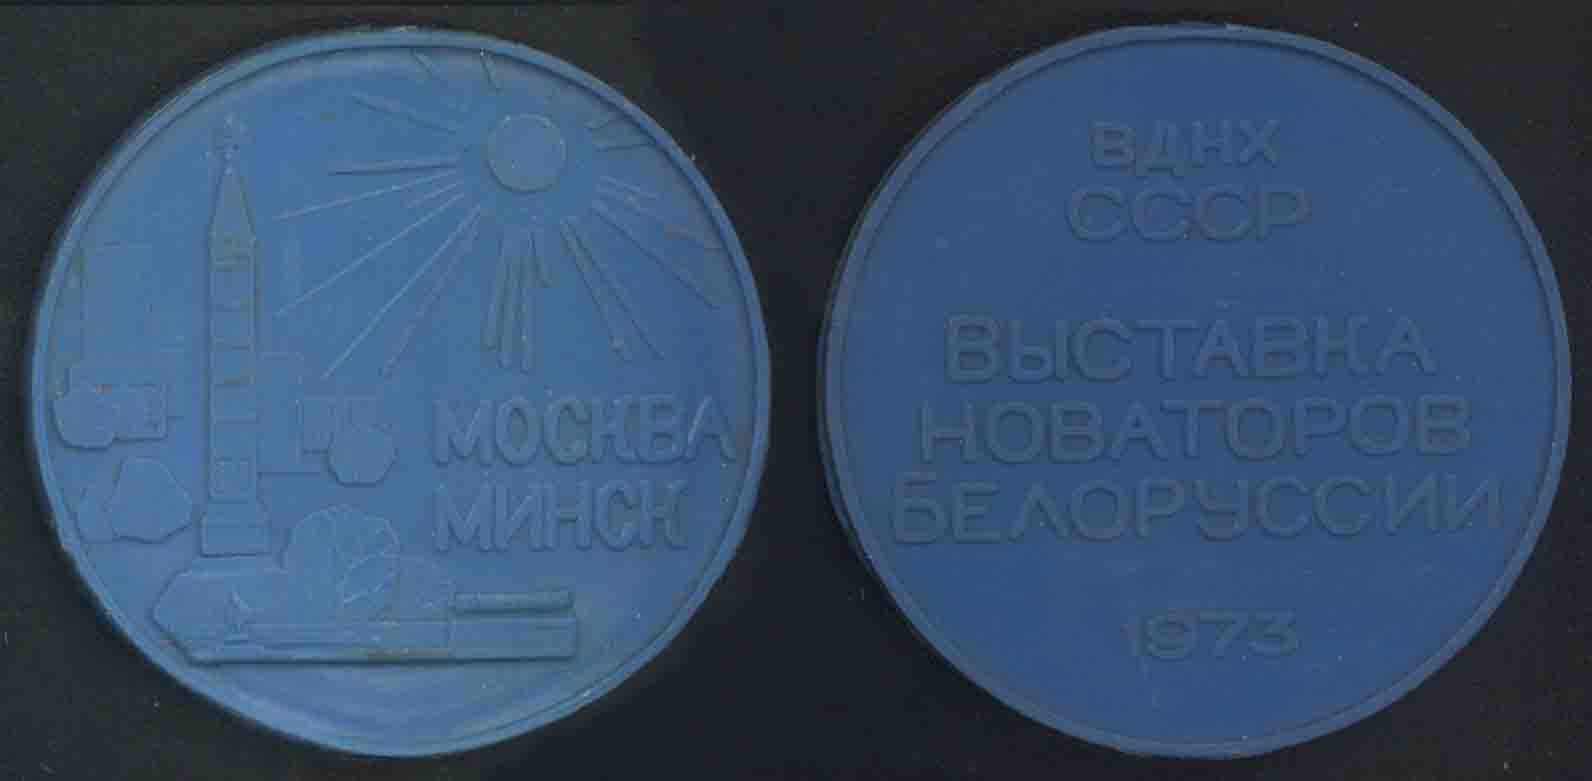 МОСКВА
МИНСК
ВДНХ
СССР
ВЫСТАВКА
НОВАТОРОВ
БЕЛОРУССИИ
1973